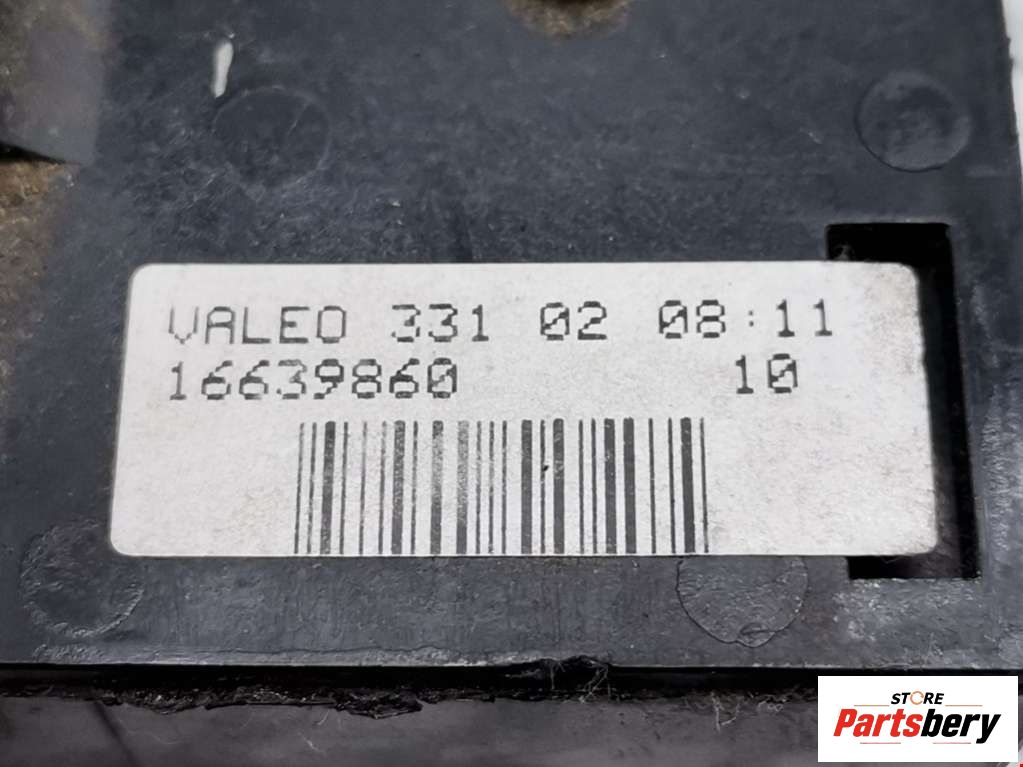 VALEO 331 02 08:11
16639860 10
STORE
Partsbery